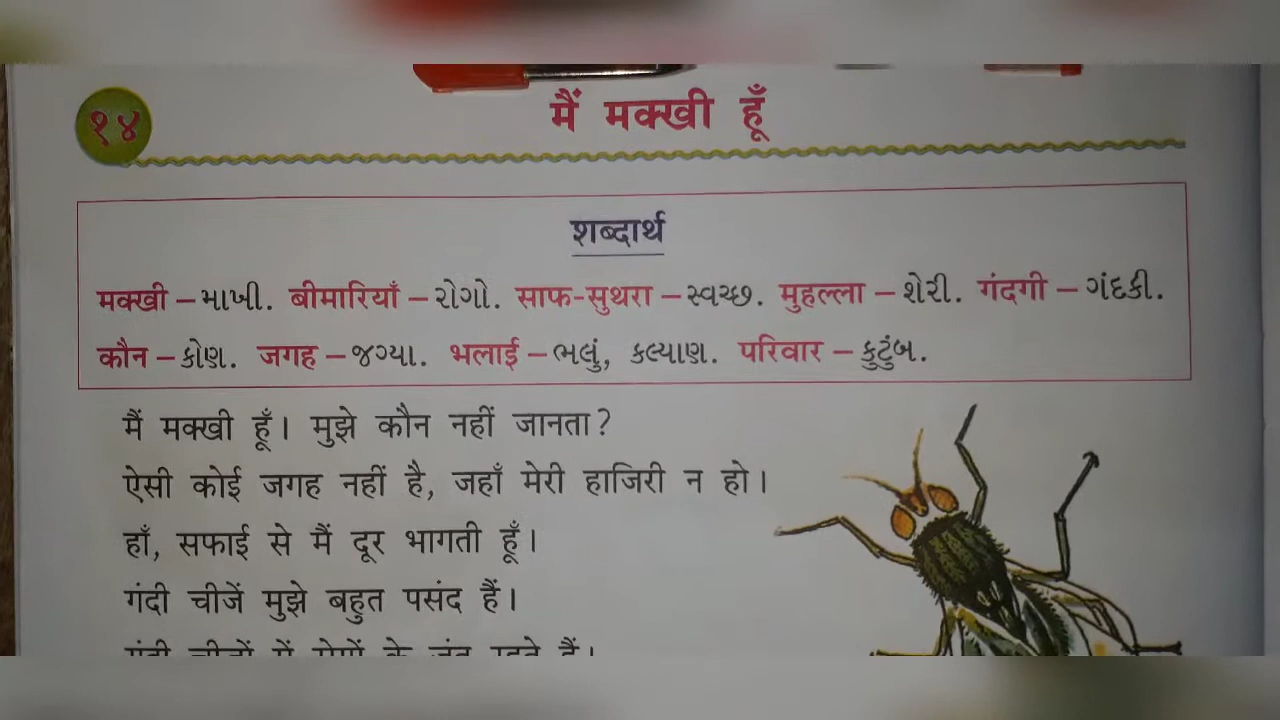 १४
मैं मक्खी हूँ
शब्दार्थ
मक्खी – માખી. बीमारियाँ – રોગો. साफ-सुथरा – સ્વચ્છ. मुहल्ला – શેરી. गंदगी – ગંદકી.
कौन – કોણ. जगह – જગ્યા. भलाई – ભલું, કલ્યાણ. परिवार – કુટુંબ.
मैं मक्खी हूँ। मुझे कौन नहीं जानता?
ऐसी कोई जगह नहीं है, जहाँ मेरी हाजिरी न हो।
हाँ, सफाई से मैं दूर भागती हूँ।
गंदी चीजें मुझे बहुत पसंद हैं।